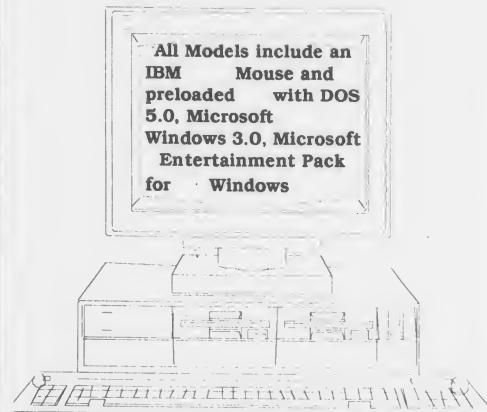 All Models include an
IBM Mouse and
preloaded with DOS
5.0, Microsoft
Windows 3.0, Microsoft
Entertainment Pack
for Windows